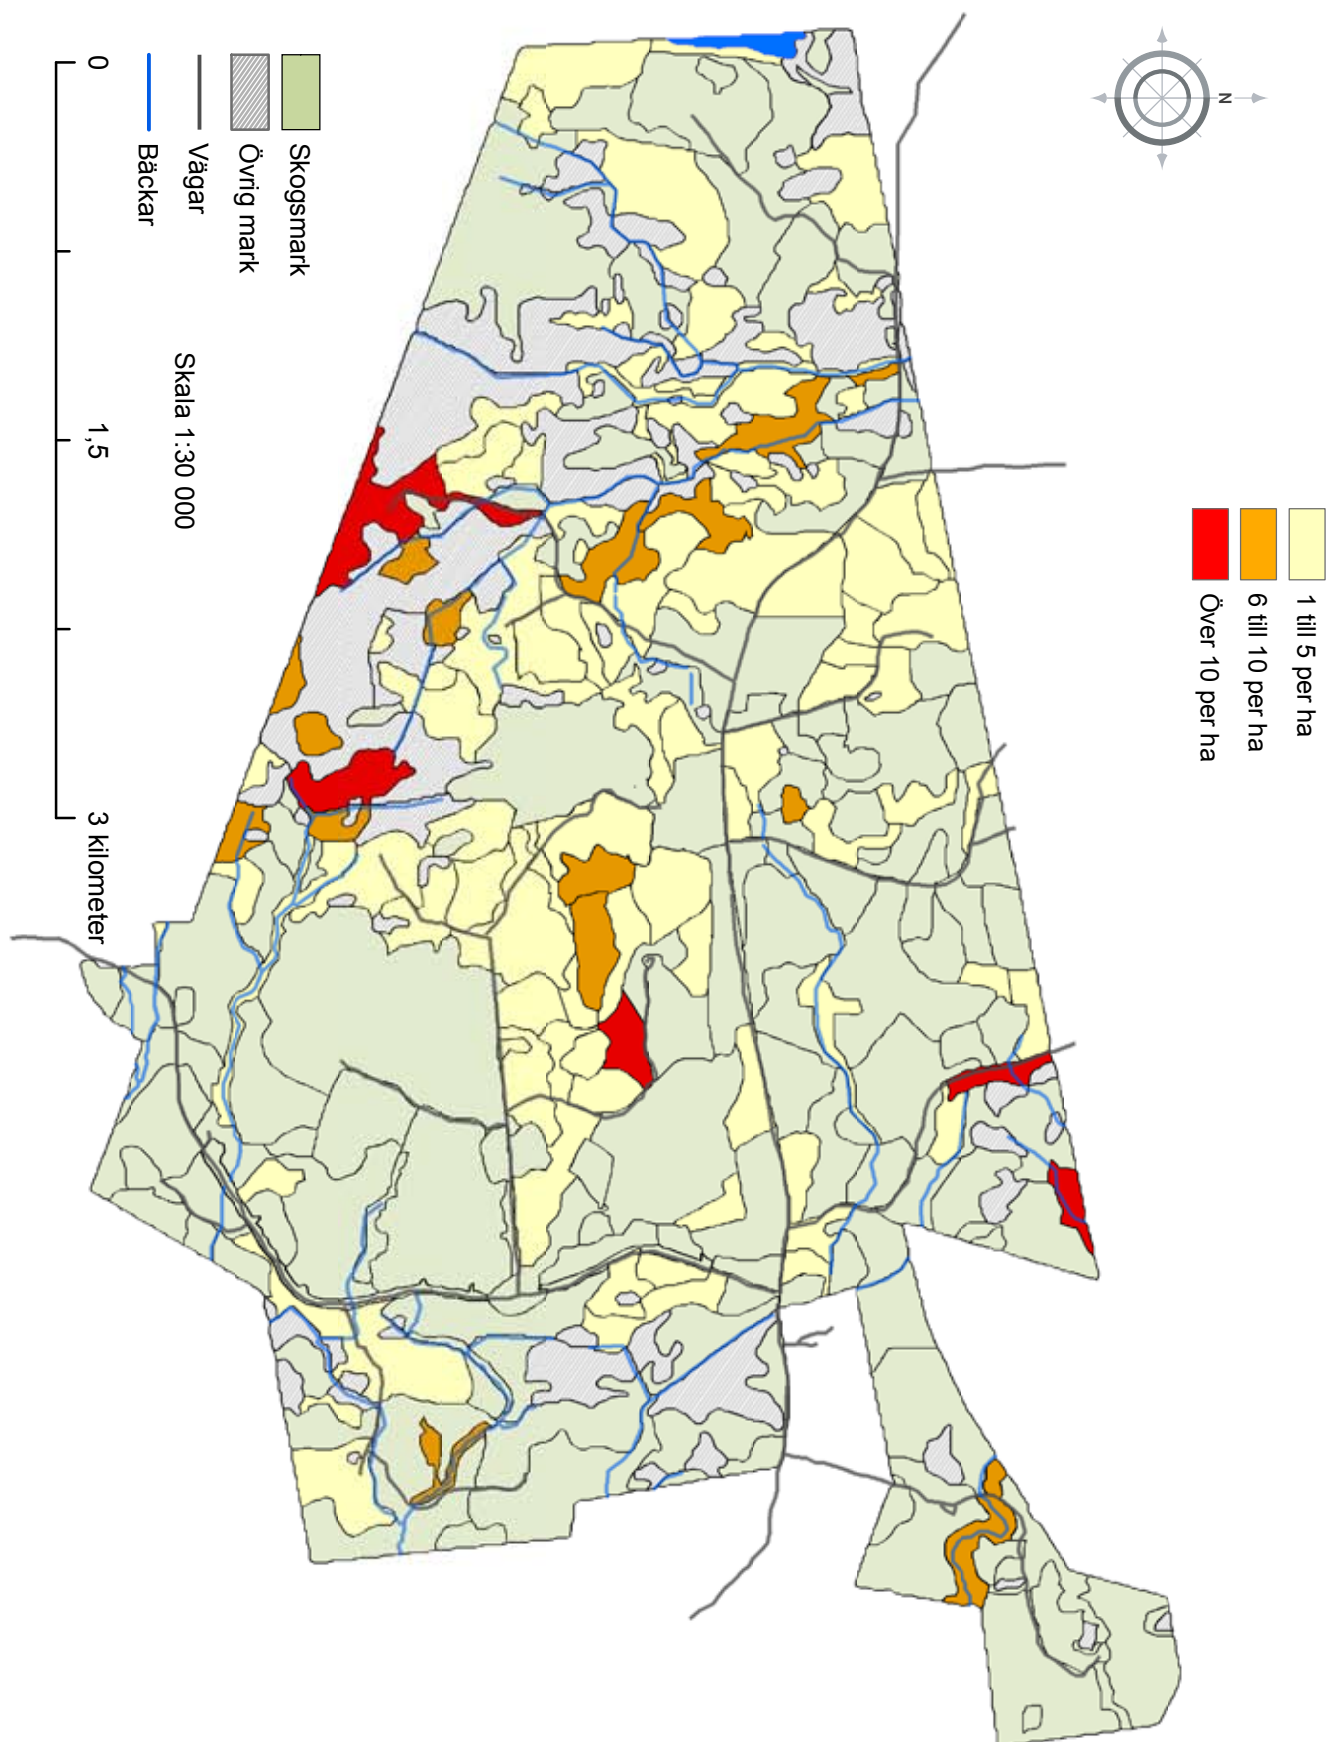 N
1 till 5 per ha
6 till 10 per ha
Över 10 per ha
Skogsmark
Övrig mark
Vägar
Bäckar
Skala 1:30 000
0
1,5
3 kilometer